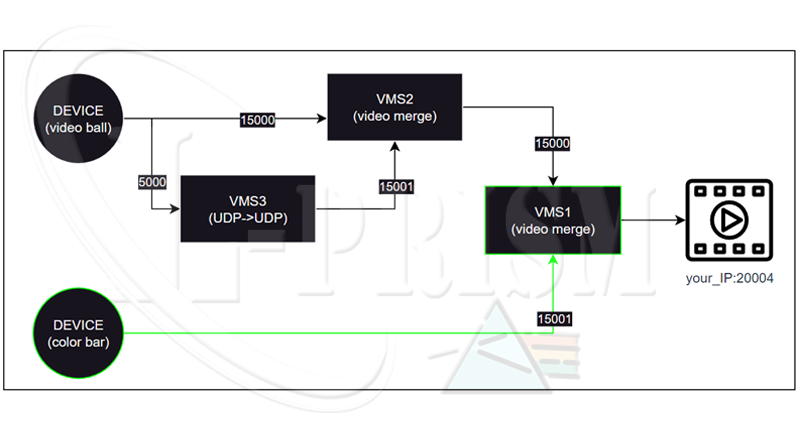 DEVICE
(video ball)
15000
VMS2
(video merge)
5000
VMS3
(UDP->UDP)
15001
15000
VMS1
(video merge)
your_IP:20004
DEVICE
(color bar)
15001
i-PRISM